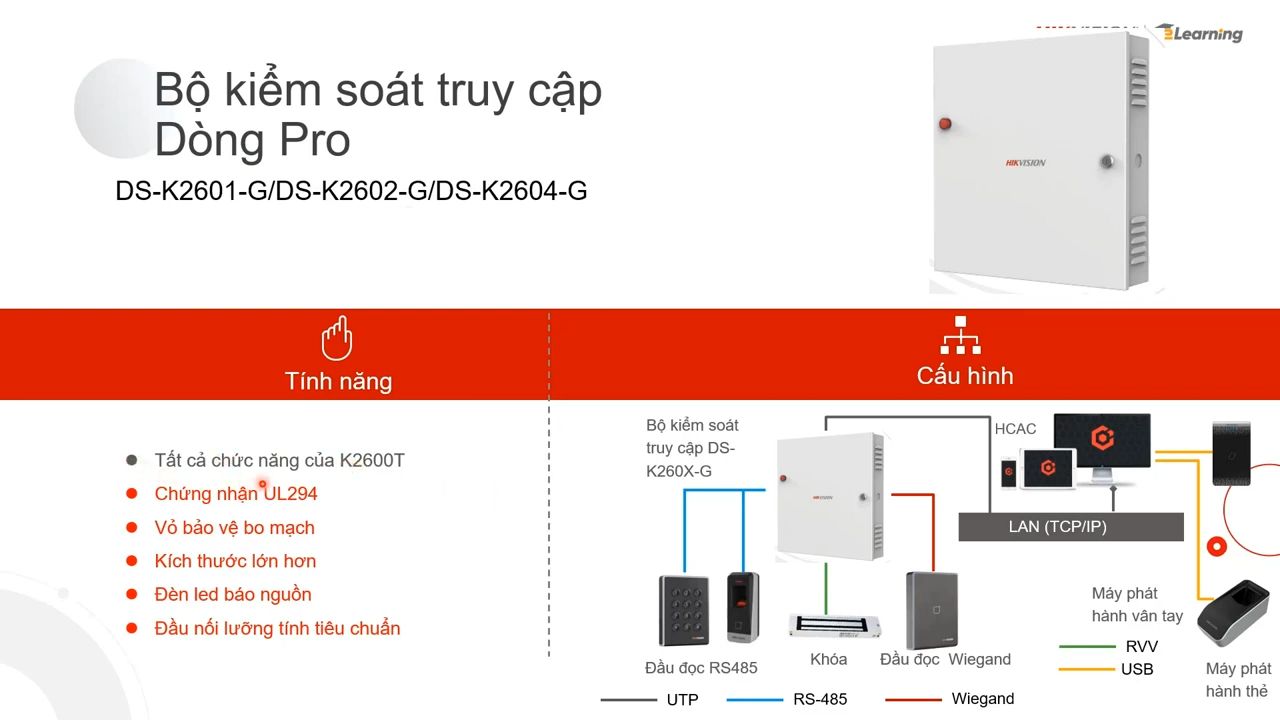 HIKVISION
eLearning
Bộ kiểm soát truy cập
Dòng Pro
DS-K2601-G/DS-K2602-G/DS-K2604-G
HIKVISION
Tính năng
Cấu hình
Tất cả chức năng của K2600T
Chứng nhận UL294
Vỏ bảo vệ bo mạch
Kích thước lớn hơn
Đèn led báo nguồn
Đầu nối lưỡng tính tiêu chuẩn
Bộ kiểm soát
truy cập DS-
K260X-G
HCAC
HIKVISION
LAN (TCP/IP)
Máy phát
hành vân tay
Đầu đọc RS485
Khóa
Đầu đọc Wiegand
RVV
USB
Máy phát
hành thẻ
UTP
RS-485
Wiegand